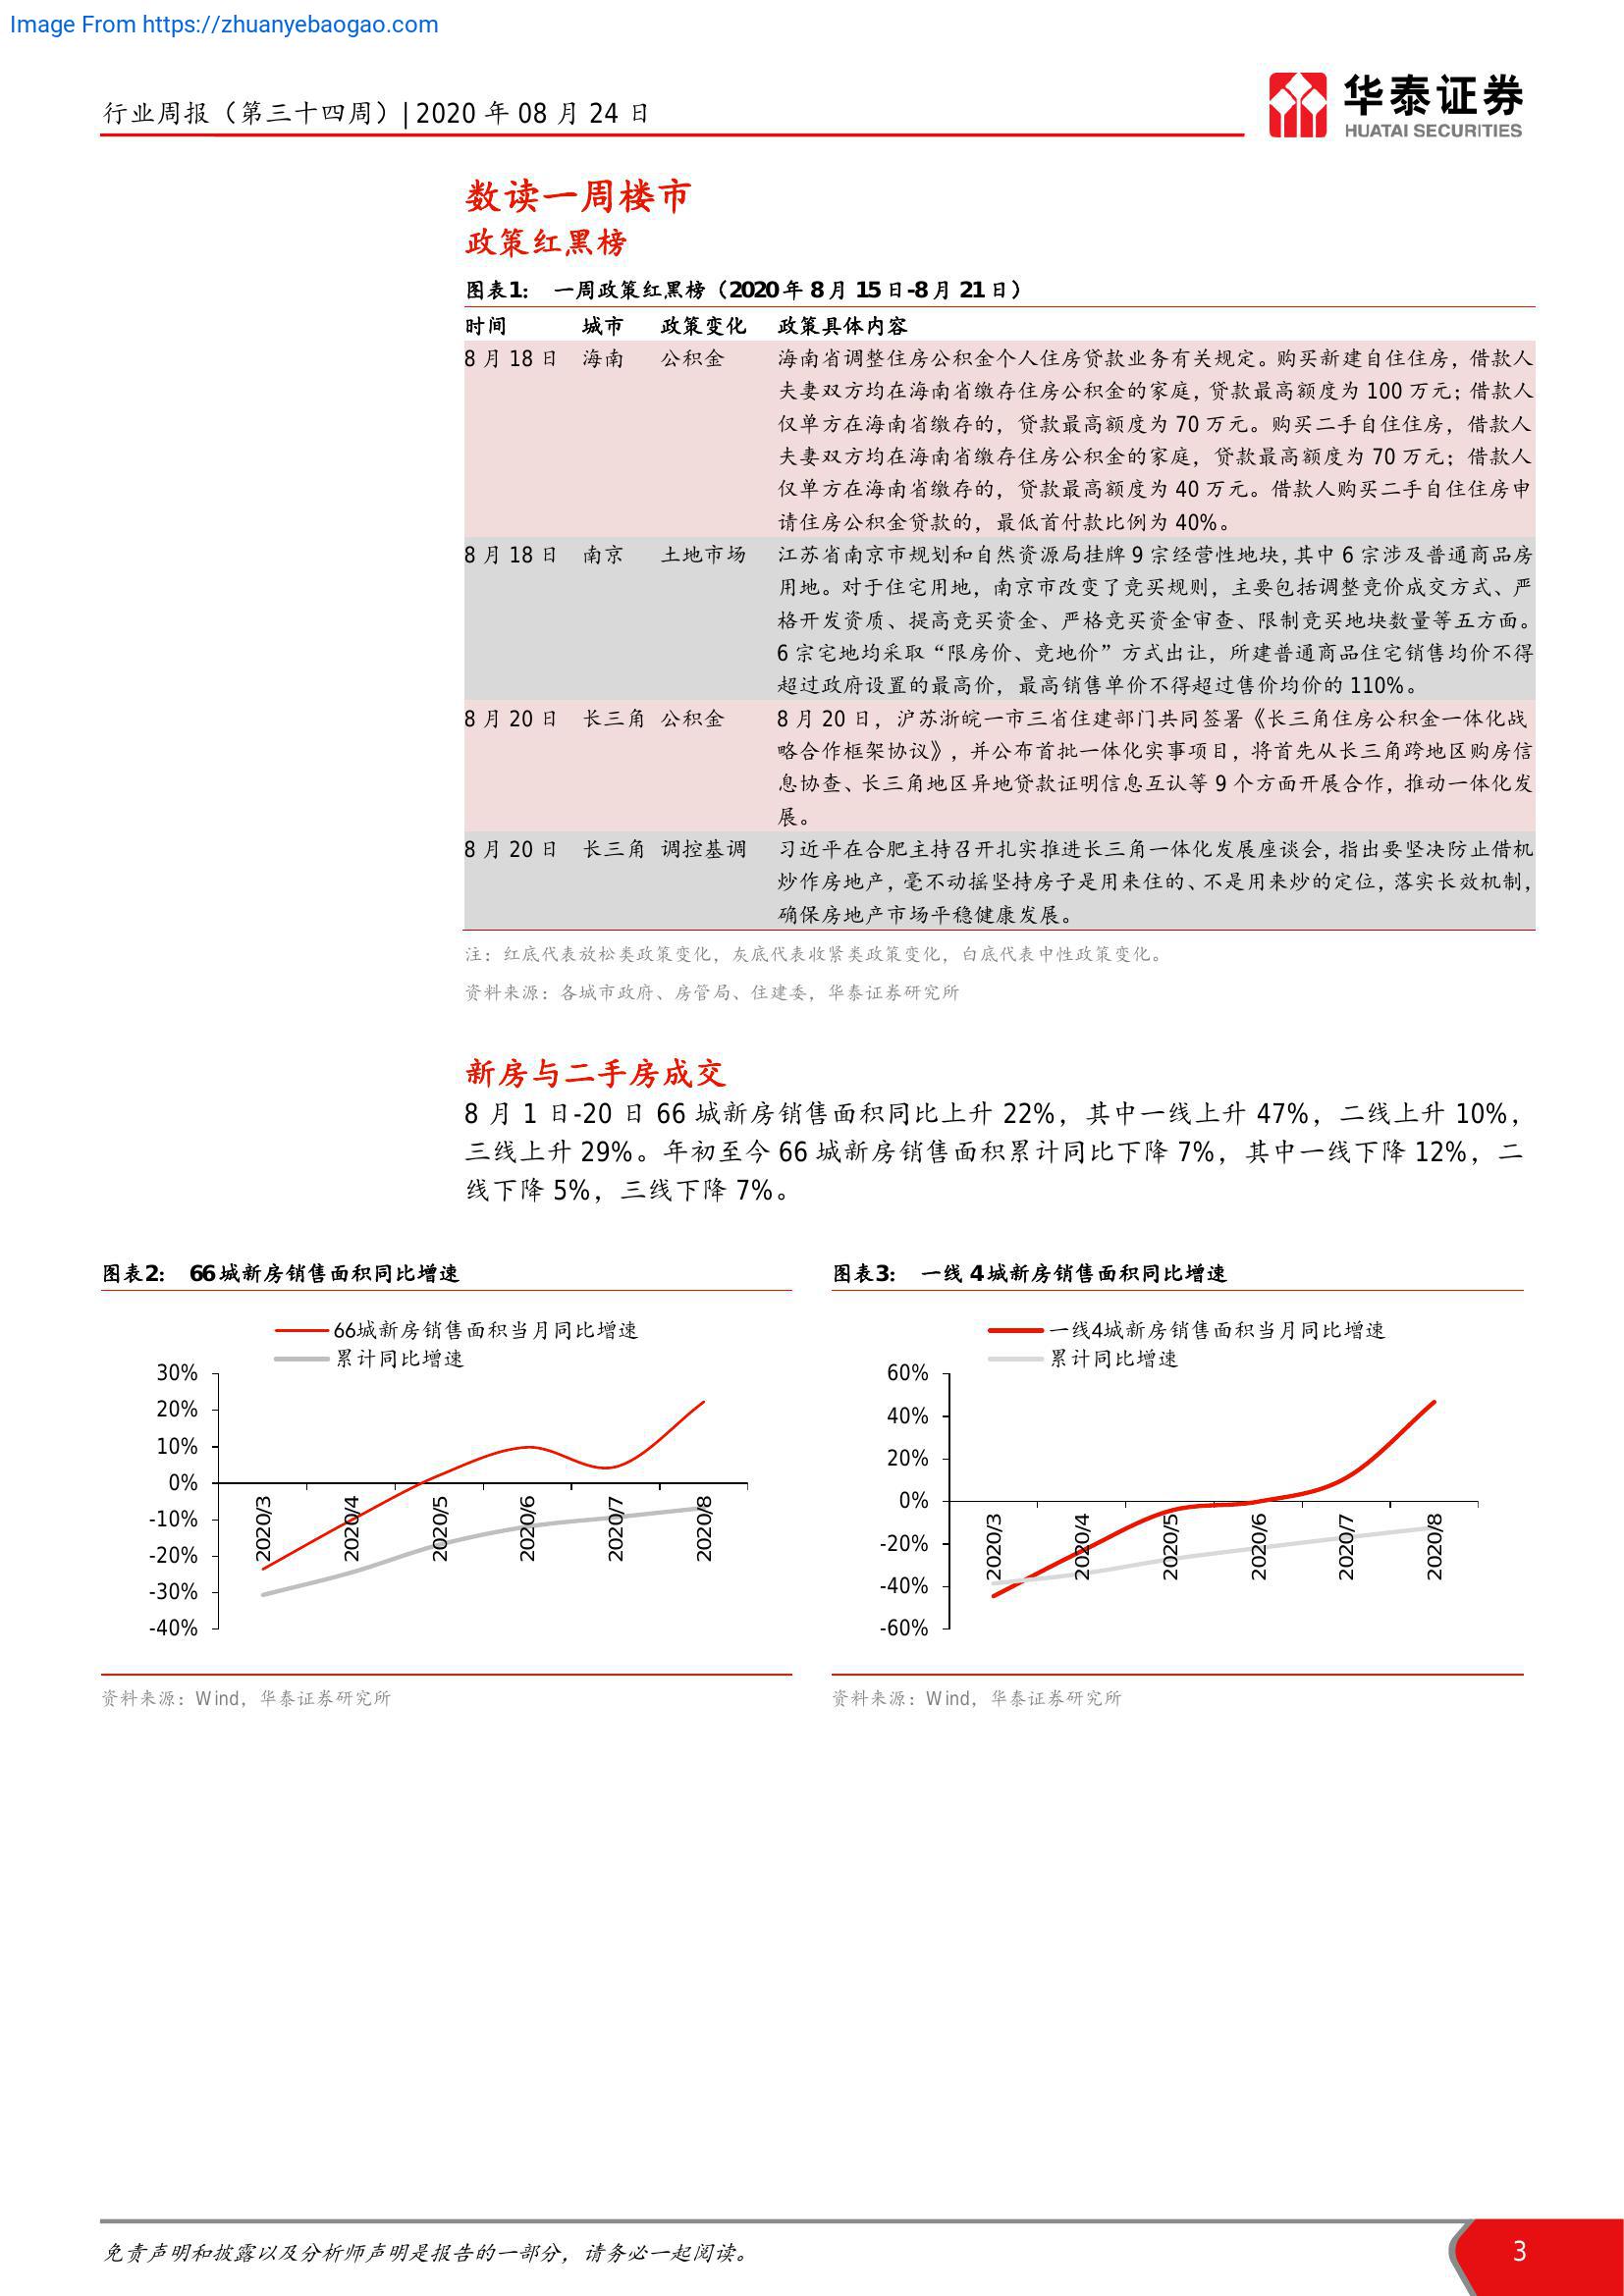 Image From https://zhuanyebaogao.com
行业周报（第三十四周）| 2020 年 08 月 24 日
华泰证券
HUATAI SECURITIES
数读一周楼市
政策红黑榜
图表1： 一周政策红黑榜（2020 年 8 月 15 日-8 月 21 日）
时间 城市 政策变化 政策具体内容
8 月 18 日 海南 公积金 海南省调整住房公积金个人住房贷款业务有关规定。购买新建自住住房，借款人
夫妻双方均在海南省缴存住房公积金的家庭，贷款最高额度为 100 万元；借款人
仅单方在海南省缴存的，贷款最高额度为 70 万元。购买二手自住住房，借款人
夫妻双方均在海南省缴存住房公积金的家庭，贷款最高额度为 70 万元；借款人
仅单方在海南省缴存的，贷款最高额度为 40 万元。借款人购买二手自住住房申
请住房公积金贷款的，最低首付款比例为 40%。
8 月 18 日 南京 土地市场 江苏省南京市规划和自然资源局挂牌 9 宗经营性地块，其中 6 宗涉及普通商品房
用地。对于住宅用地，南京市改变了竞买规则，主要包括调整竞价成交方式、严
格开发资质、提高竞买资金、严格竞买资金审查、限制竞买地块数量等五方面。
6 宗宅地均采取“限房价、竞地价”方式出让，所建普通商品住宅销售均价不得
超过政府设置的最高价，最高销售单价不得超过售价均价的 110%。
8 月 20 日 长三角 公积金 8 月 20 日，沪苏浙皖一市三省住建部门共同签署《长三角住房公积金一体化战
略合作框架协议》，并公布首批一体化实事项目，将首先从长三角跨地区购房信
息协查、长三角地区异地贷款证明信息互认等 9 个方面开展合作，推动一体化发
展。
8 月 20 日 长三角 调控基调 习近平在合肥主持召开扎实推进长三角一体化发展座谈会，指出要坚决防止借机
炒作房地产，毫不动摇坚持房子是用来住的、不是用来炒的定位，落实长效机制，
确保房地产市场平稳健康发展。
注：红底代表放松类政策变化，灰底代表收紧类政策变化，白底代表中性政策变化。
资料来源：各城市政府、房管局、住建委，华泰证券研究所
新房与二手房成交
8 月 1 日-20 日 66 城新房销售面积同比上升 22%，其中一线上升 47%，二线上升 10%，
三线上升 29%。年初至今 66 城新房销售面积累计同比下降 7%，其中一线下降 12%，二
线下降 5%，三线下降 7%。
图表2： 66 城新房销售面积同比增速
66城新房销售面积当月同比增速
累计同比增速
30%
20%
10%
0%
-10%
-20%
-30%
-40%
2020/3
2020/4
2020/5
2020/6
2020/7
2020/8
资料来源：Wind，华泰证券研究所
图表3： 一线 4 城新房销售面积同比增速
一线4城新房销售面积当月同比增速
累计同比增速
60%
40%
20%
0%
-20%
-40%
-60%
2020/3
2020/4
2020/5
2020/6
2020/7
2020/8
资料来源：Wind，华泰证券研究所
免责声明和披露以及分析师声明是报告的一部分，请务必一起阅读。
3